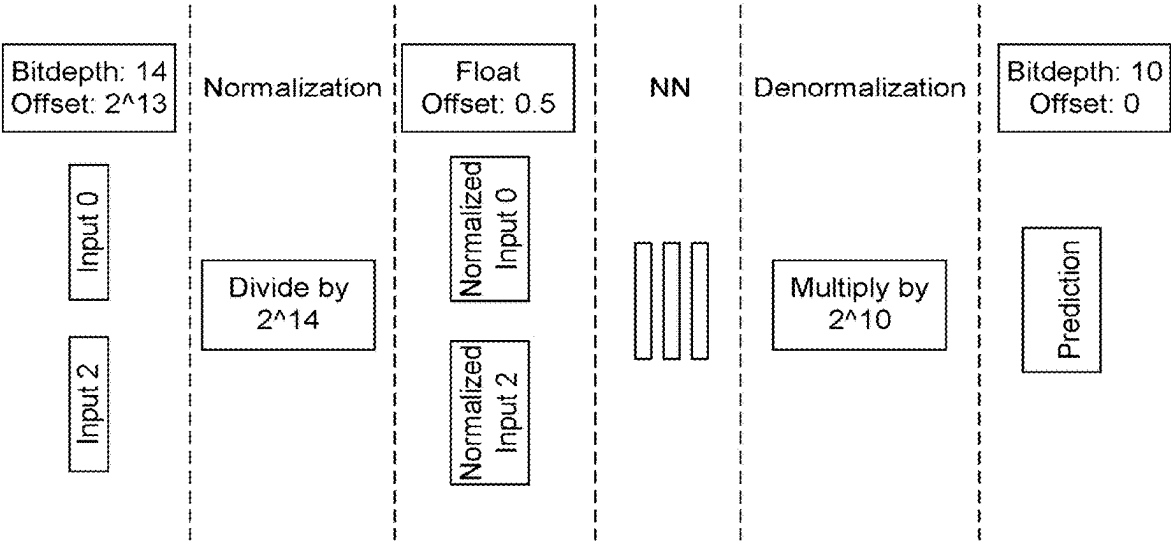 Bitdepth: 14
Offset: 2^13
Normalization
Float
Offset: 0.5
NN
Denormalization
Bitdepth: 10
Offset: 0
Input 0
Input 2
Divide by
2^14
Normalized
Input 0
Normalized
Input 2
Multiply by
2^10
Prediction